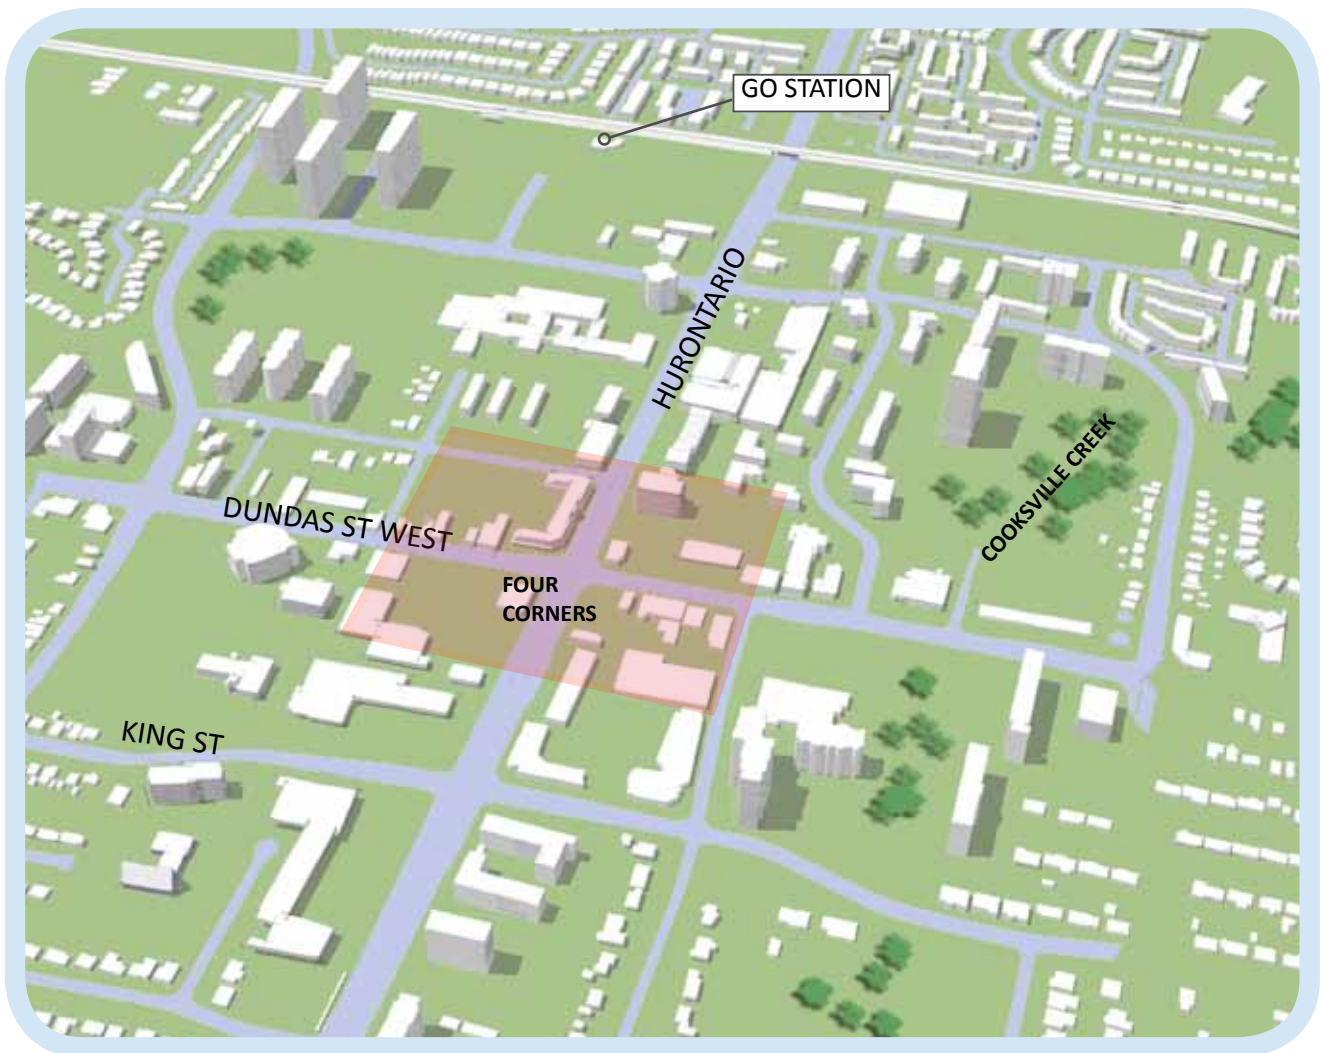 GO STATION
HURONTARIO
COOKSVILLE CREEK
DUNDAS ST WEST
FOUR
CORNERS
KING ST